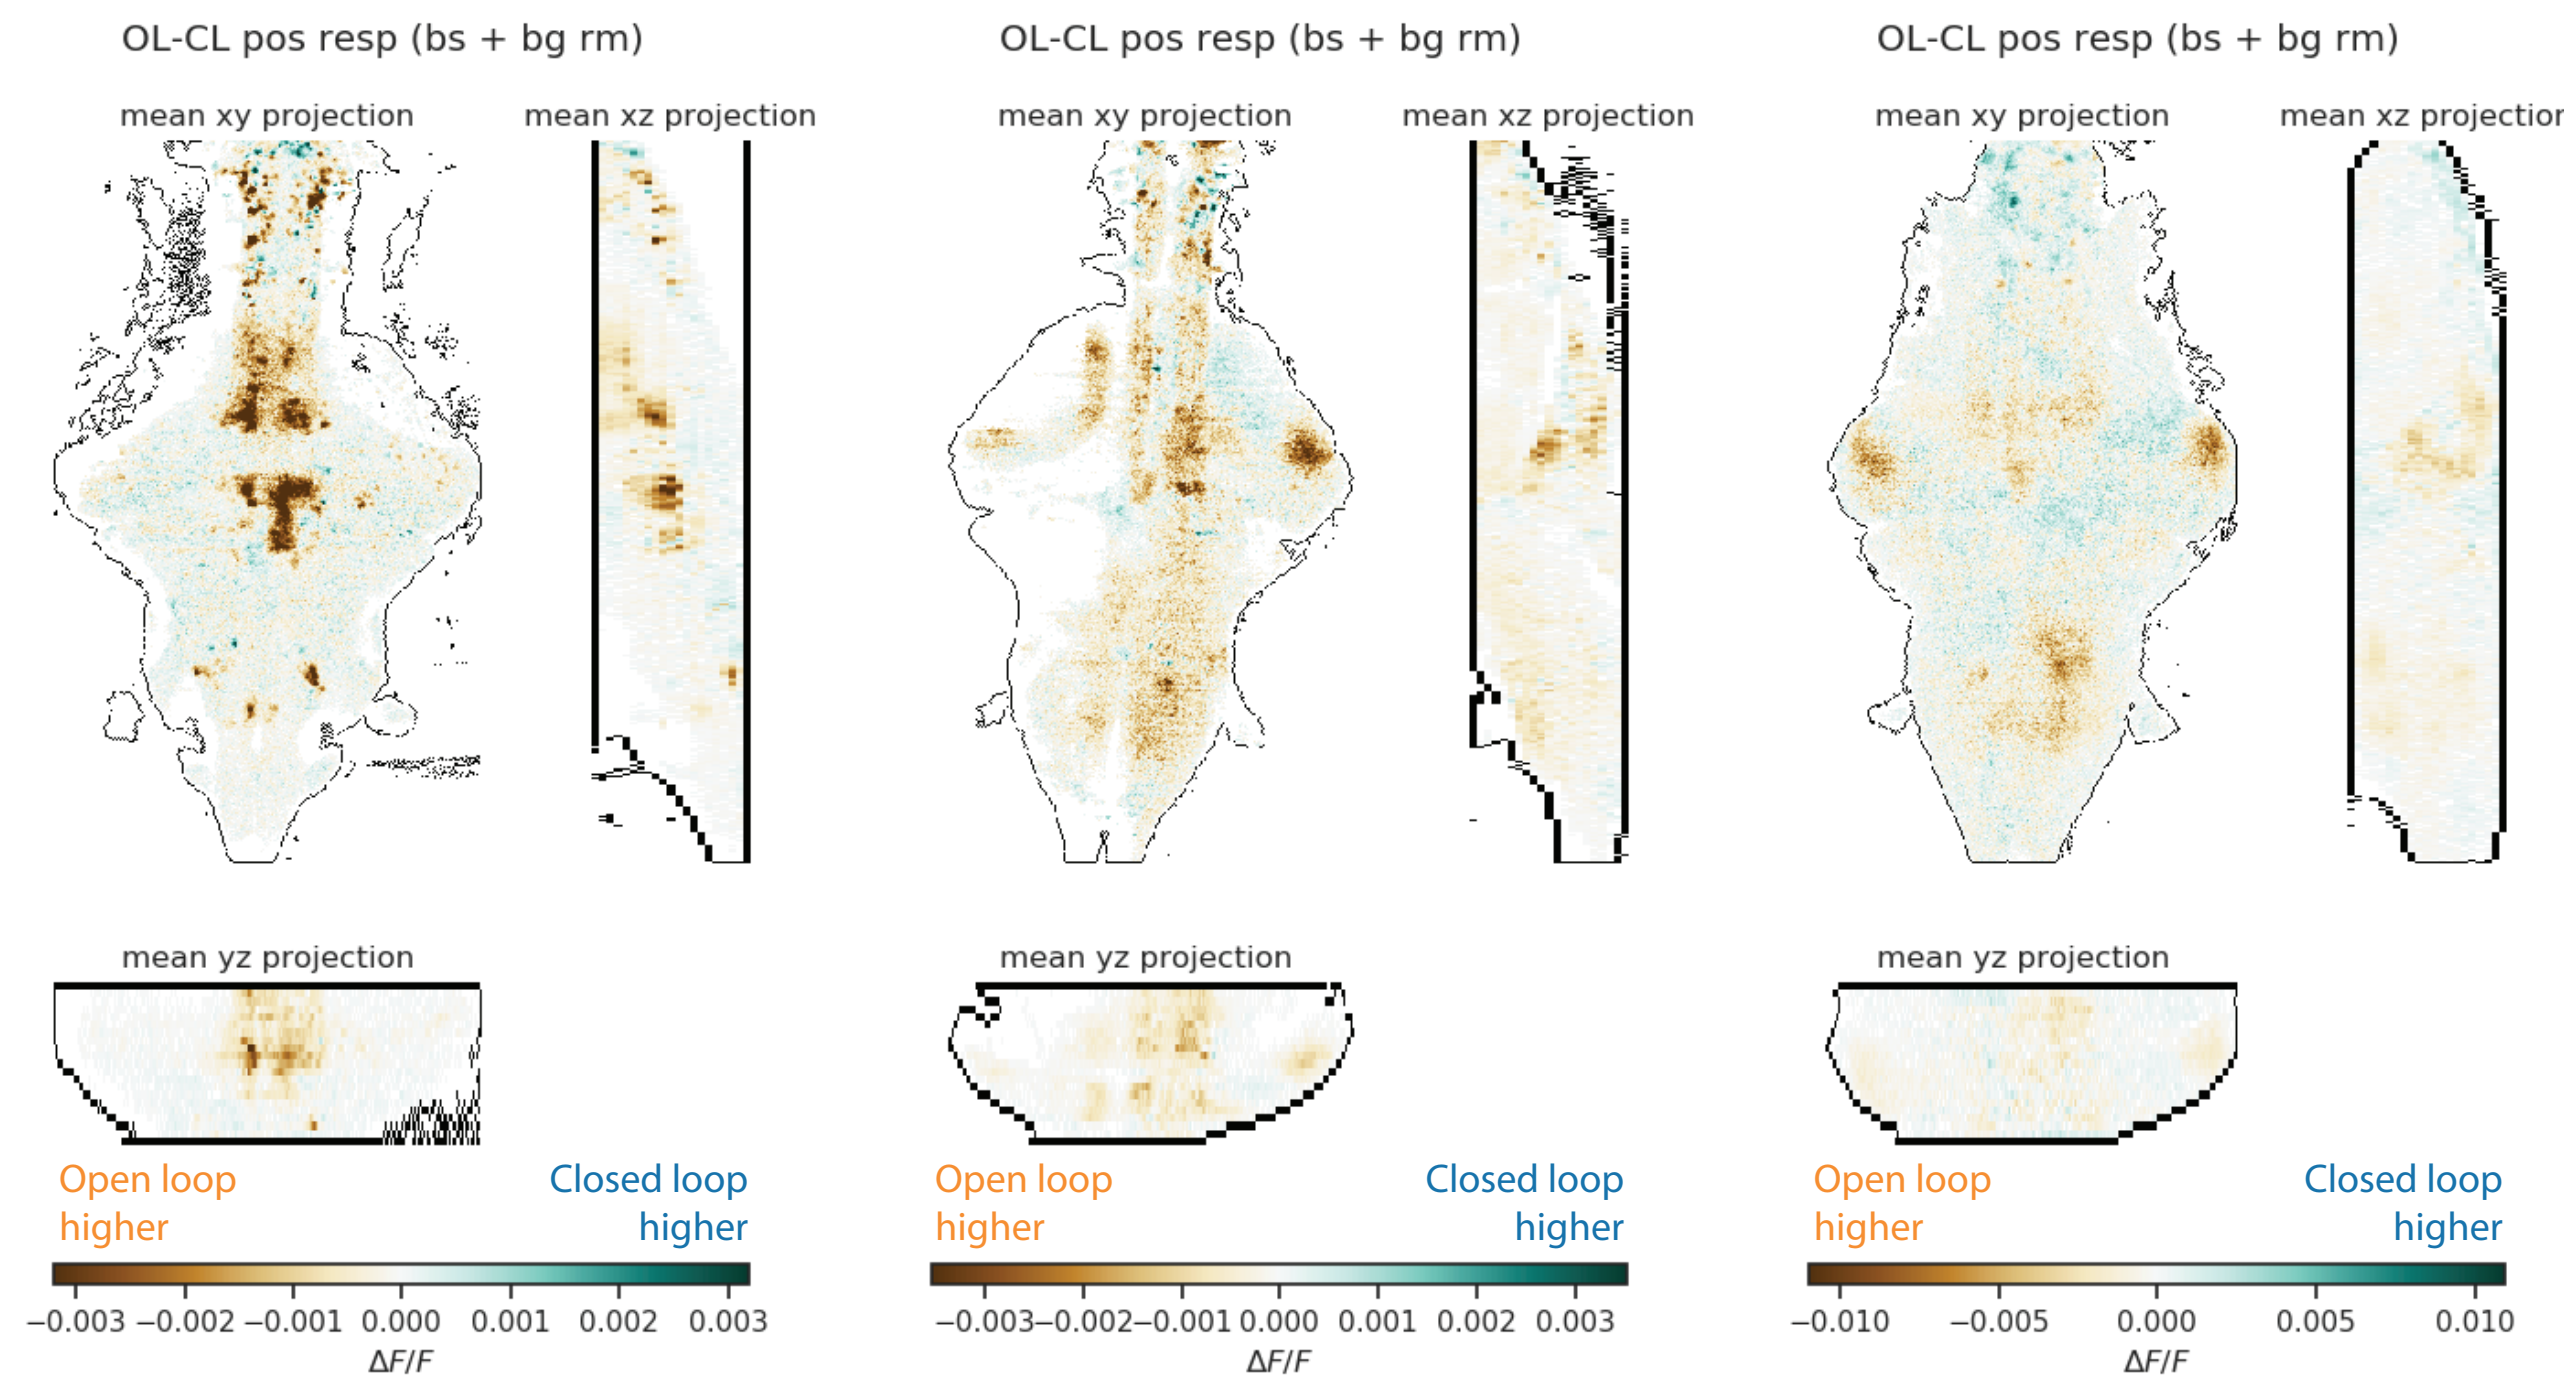 OL-CL pos resp (bs + bg rm)
mean xy projection
mean xz projection
mean yz projection
Open loop
higher
Closed loop
higher
−0.003 −0.002 −0.001 0.000 0.001 0.002 0.003
ΔF/F
OL-CL pos resp (bs + bg rm)
mean xy projection
mean xz projection
mean yz projection
Open loop
higher
Closed loop
higher
−0.003 −0.002 −0.001 0.000 0.001 0.002 0.003
ΔF/F
OL-CL pos resp (bs + bg rm)
mean xy projection
mean xz projection
mean yz projection
Open loop
higher
Closed loop
higher
−0.010 −0.005 0.000 0.005 0.010
ΔF/F